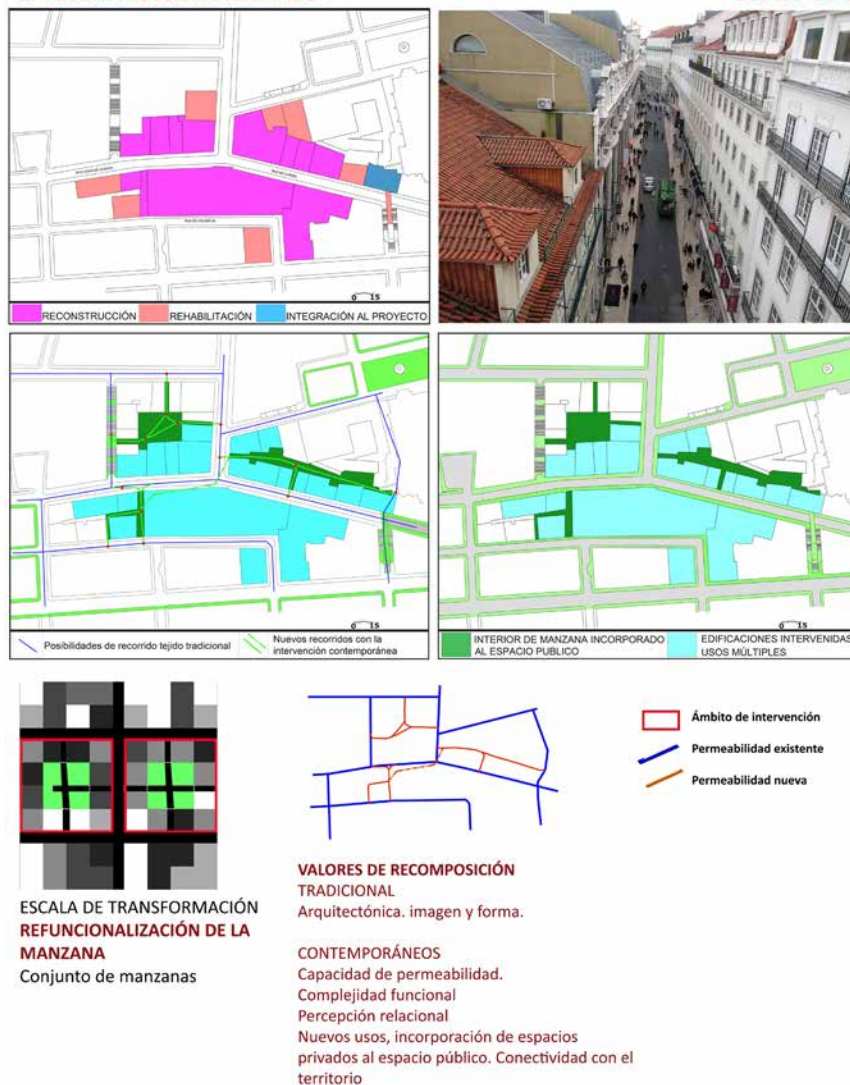 0 15
RECONSTRUCCIÓN
REHABILITACIÓN
INTEGRACIÓN AL PROYECTO
0 15
Posibilidades de recorrido tejido tradicional
Nuevos recorridos con la
intervención contemporánea
0 15
INTERIOR DE MANZANA INCORPORADO
AL ESPACIO PUBLICO
EDIFICACIONES INTERVENIDAS
USOS MÚLTIPLES
ESCALA DE TRANSFORMACIÓN
REFUNCIONALIZACIÓN DE LA
MANZANA
Conjunto de manzanas
Ámbito de intervención
Permeabilidad existente
Permeabilidad nueva
VALORES DE RECOMPOSICIÓN
TRADICIONAL
Arquitectónica. imagen y forma.
CONTEMPORÁNEOS
Capacidad de permeabilidad.
Complejidad funcional
Percepción relacional
Nuevos usos, incorporación de espacios
privados al espacio público. Conectividad con el
territorio